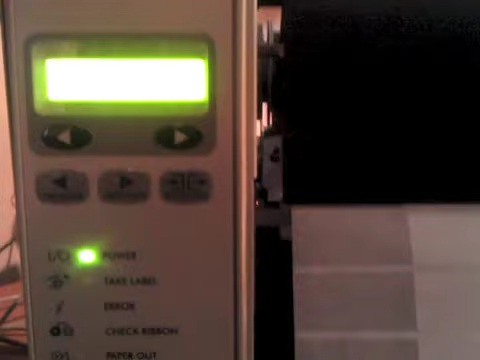 POWER
TAKE LABEL
ERROR
CHECK RIBBON
PAPER OUT